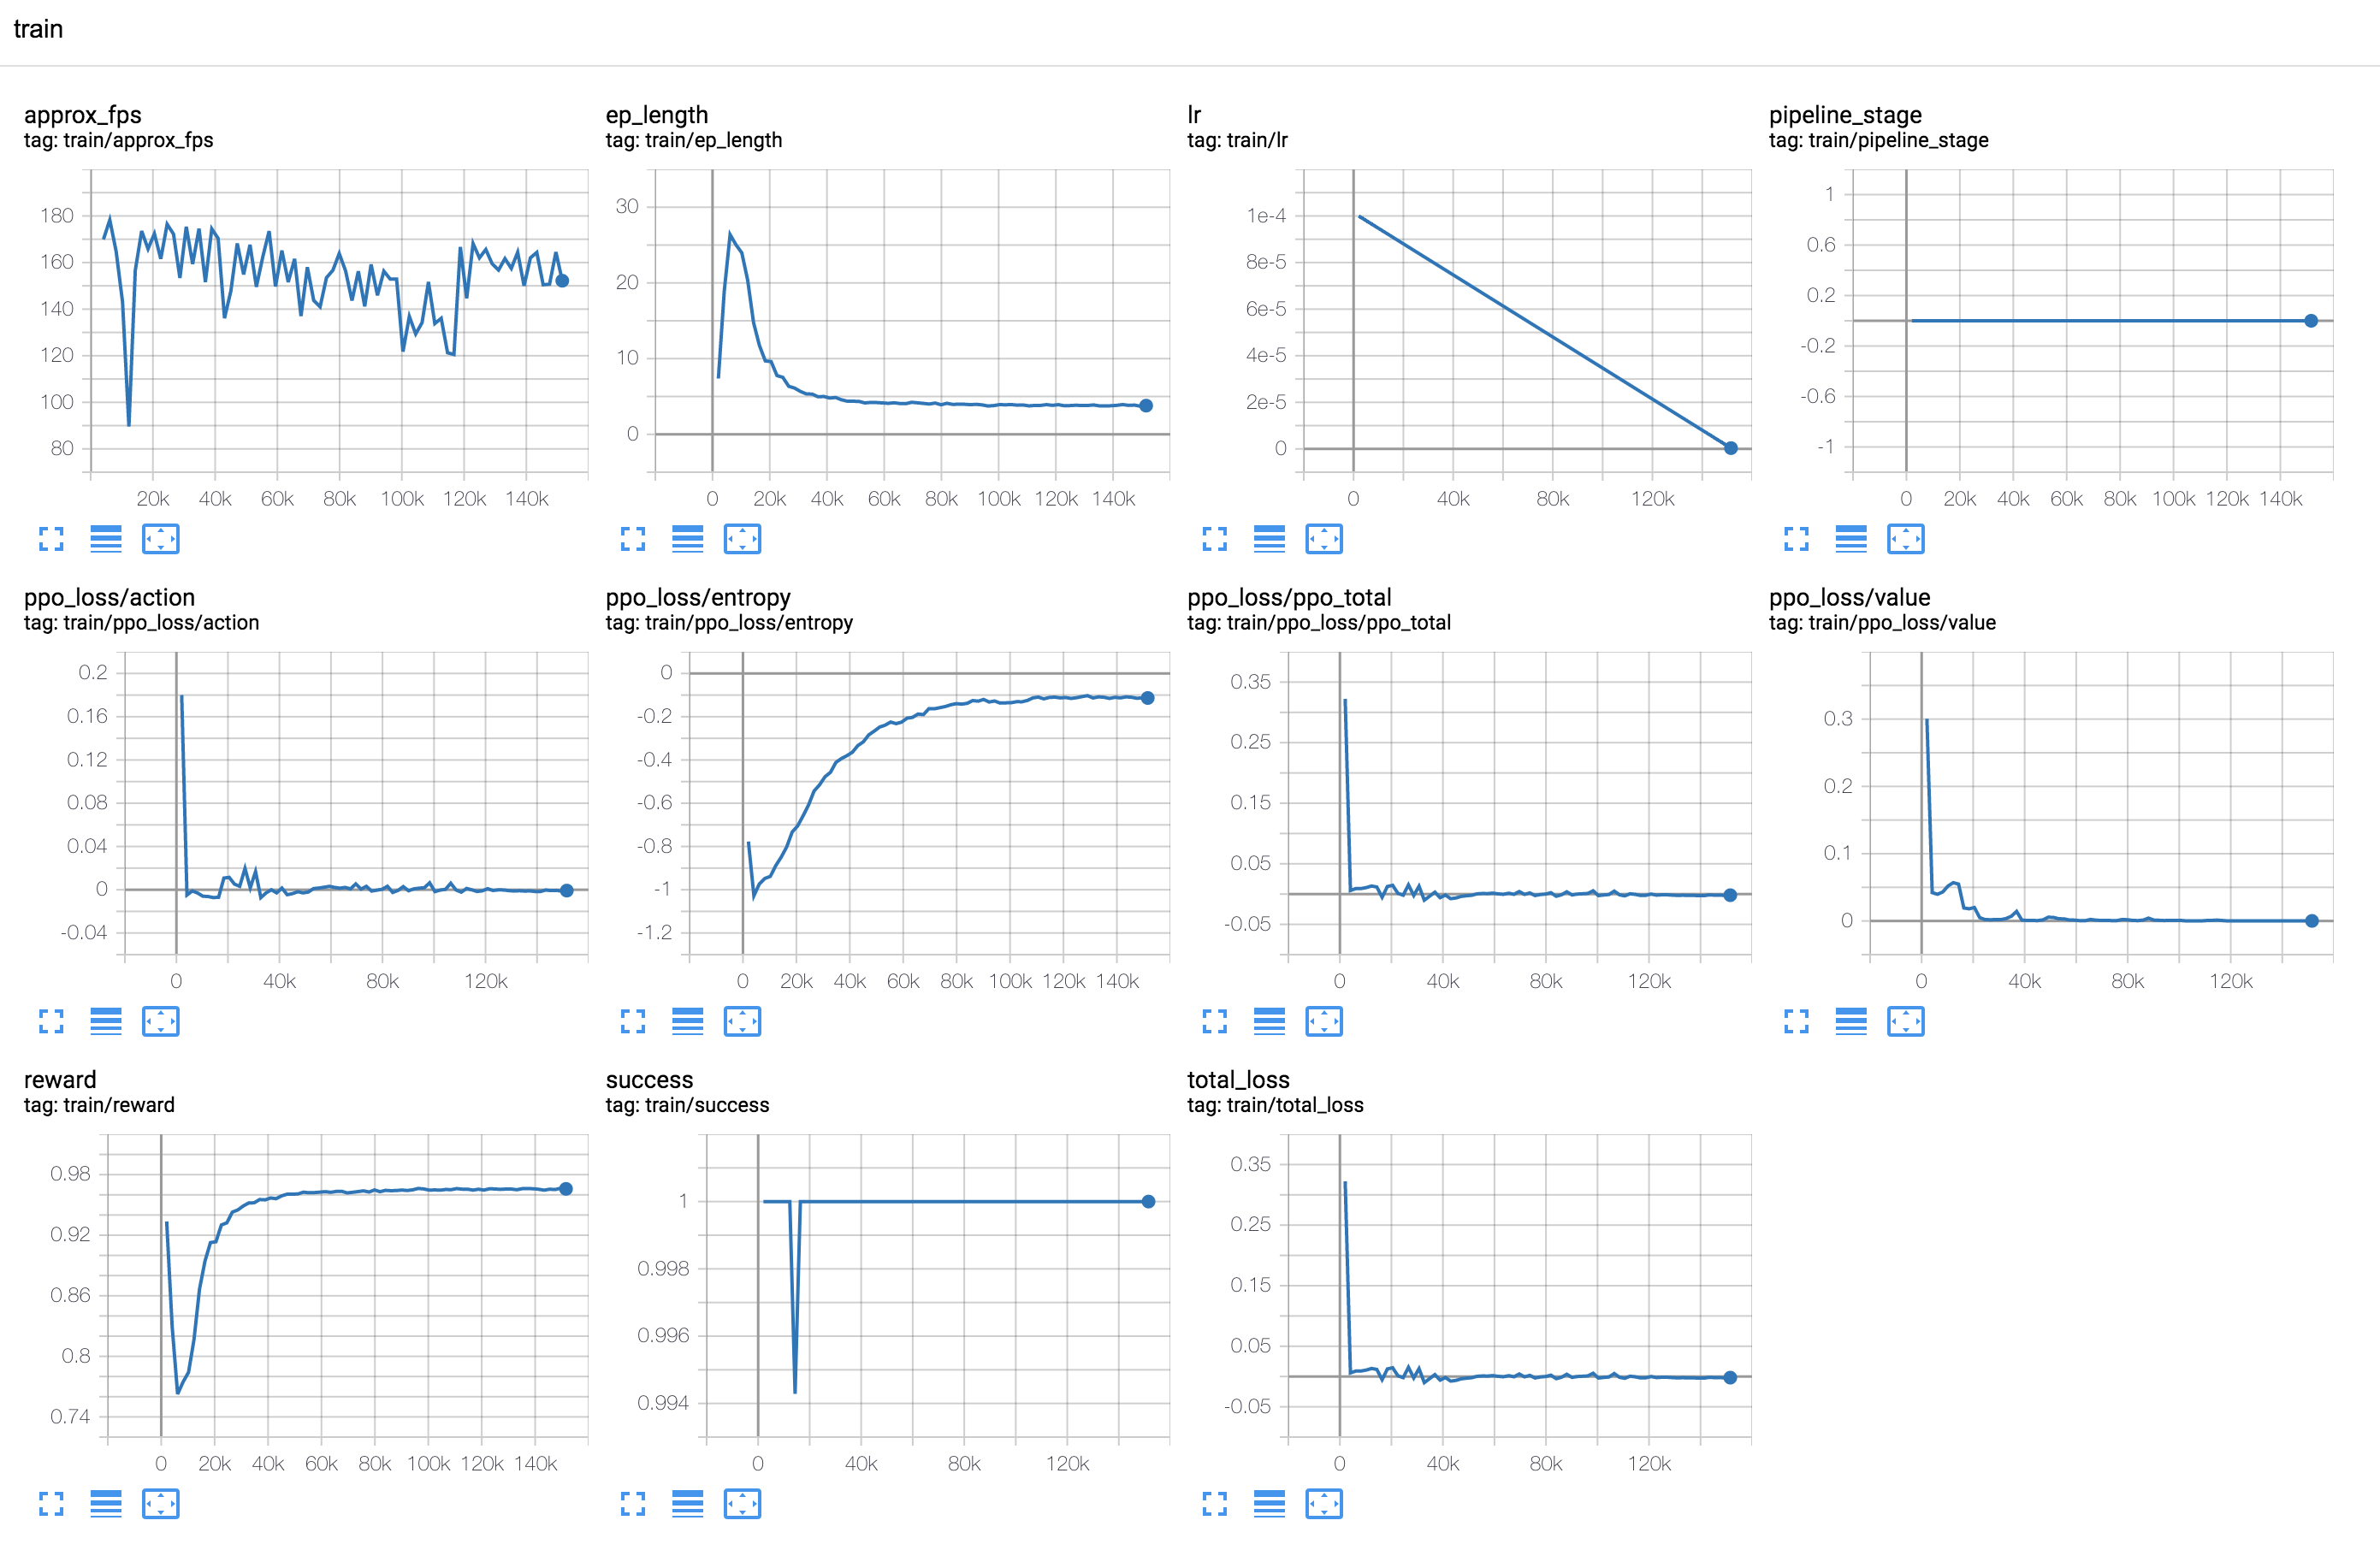 train
approx_fps
tag: train/approx_fps
180
160
140
120
100
80
20k 40k 60k 80k 100k 120k 140k
ep_length
tag: train/ep_length
30
20
10
0
0 20k 40k 60k 80k 100k 120k 140k
lr
tag: train/lr
1e-4
8e-5
6e-5
4e-5
2e-5
0
0 40k 80k 120k
pipeline_stage
tag: train/pipeline_stage
1
0.6
0.2
-0.2
-0.6
-1
0 20k 40k 60k 80k 100k 120k 140k
ppo_loss/action
tag: train/ppo_loss/action
0.2
0.16
0.12
0.08
0.04
0
-0.04
0 40k 80k 120k
ppo_loss/entropy
tag: train/ppo_loss/entropy
0
-0.2
-0.4
-0.6
-0.8
-1
-1.2
0 20k 40k 60k 80k 100k 120k 140k
ppo_loss/ppo_total
tag: train/ppo_loss/ppo_total
0.35
0.25
0.15
0.05
-0.05
0 40k 80k 120k
ppo_loss/value
tag: train/ppo_loss/value
0.3
0.2
0.1
0
0 40k 80k 120k
reward
tag: train/reward
0.98
0.92
0.86
0.8
0.74
0 20k 40k 60k 80k 100k 120k 140k
success
tag: train/success
1
0.998
0.996
0.994
0 40k 80k 120k
total_loss
tag: train/total_loss
0.35
0.25
0.15
0.05
-0.05
0 40k 80k 120k